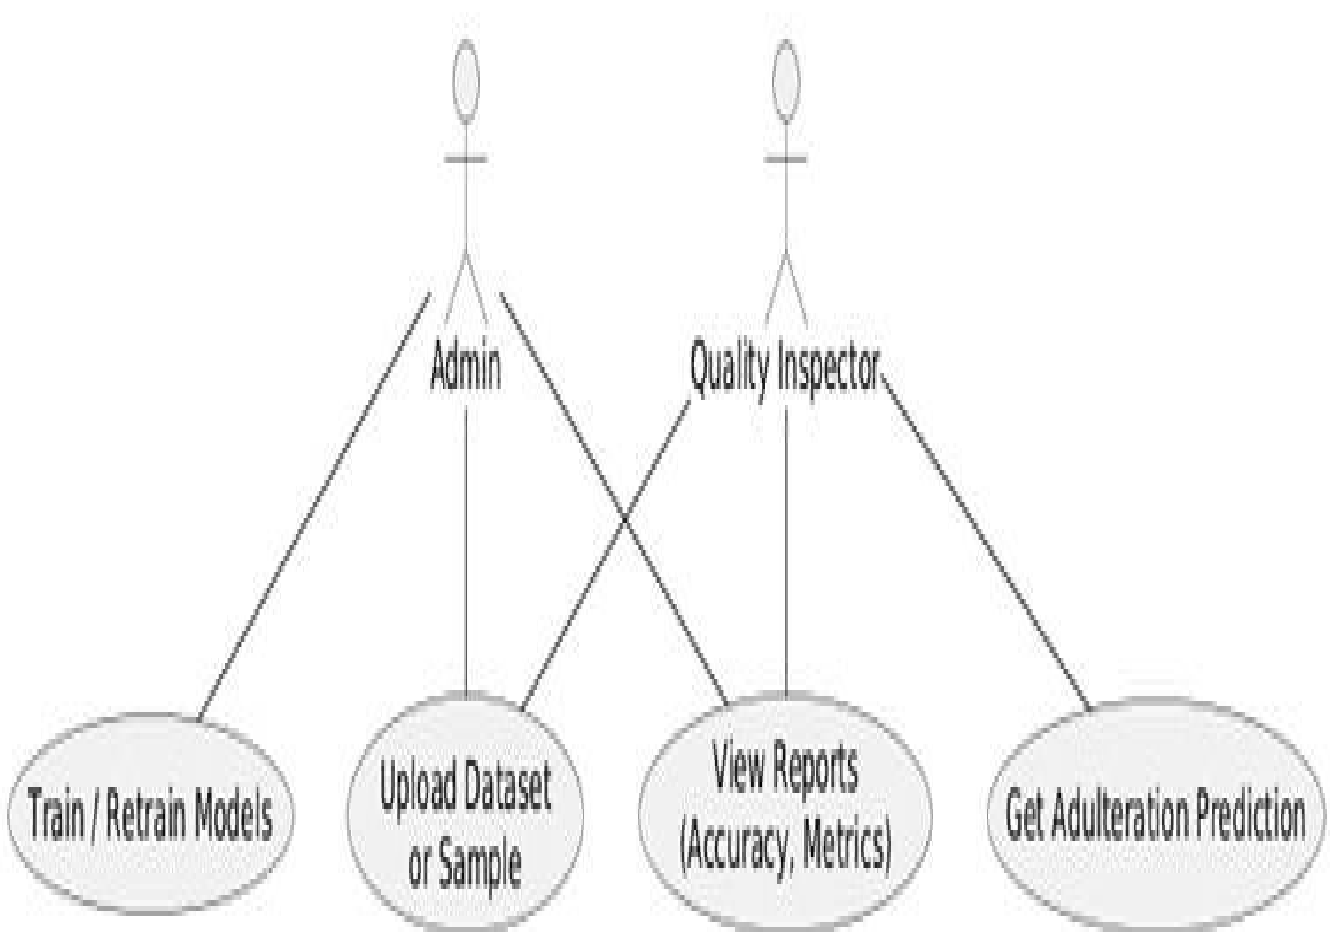 Admin
Quality Inspector
Train / Retrain Models
Upload Dataset
or Sample
View Reports
(Accuracy, Metrics)
Get Adulteration Prediction